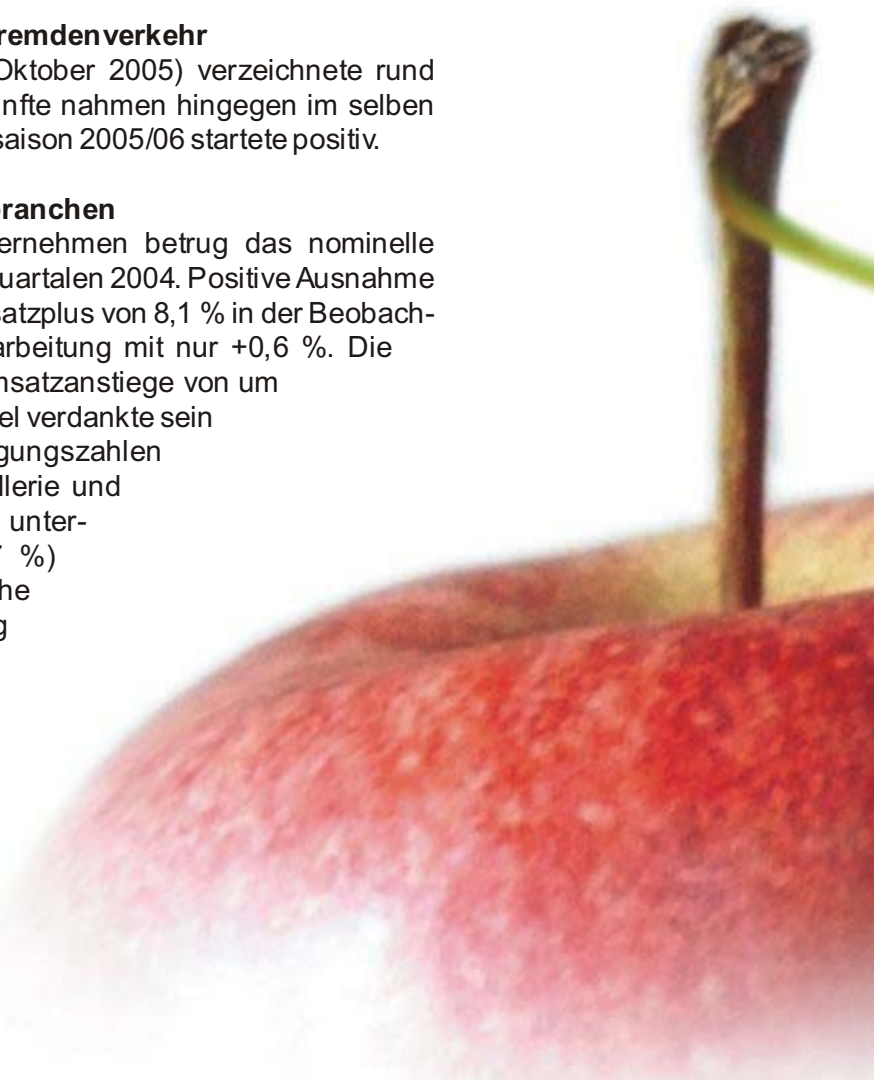 remdenverkehr
Oktober 2005) verzeichnete rund
nfte nahmen hingegen im selben
saison 2005/06 startete positiv.
ranchen
ernehmen betrug das nominelle
uartalen 2004. Positive Ausnahme
satzplus von 8,1 % in der Beobach-
arbeitung mit nur +0,6 %. Die
nsatzanstiege von um
el verdankte sein
gungszahlen
llerie und
unter-
%)
he
g